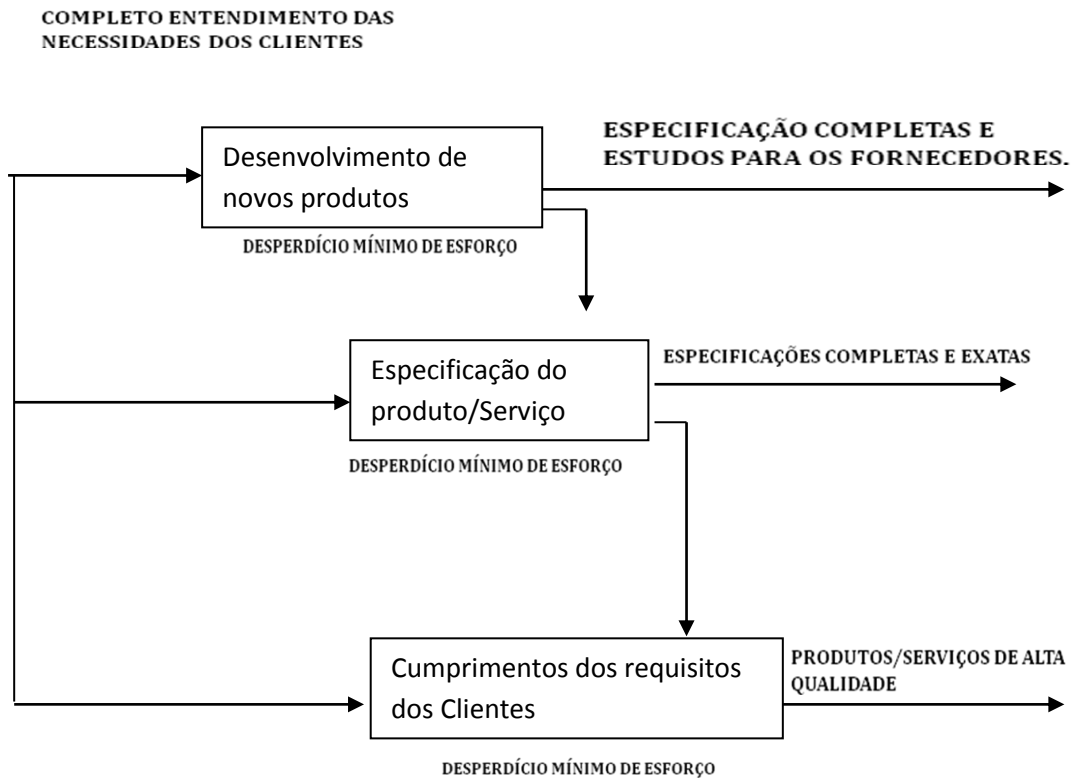 COMPLETO ENTENDIMENTO DAS
NECESSIDADES DOS CLIENTES
ESPECIFICAÇÃO COMPLETAS E
ESTUDOS PARA OS FORNECEDORES.
Desenvolvimento de
novos produtos
DESPERDÍCIO MÍNIMO DE ESFORÇO
ESPECIFICAÇÕES COMPLETAS E EXATAS
Especificação do
produto/Serviço
DESPERDÍCIO MÍNIMO DE ESFORÇO
Cumprimentos dos requisitos
dos Clientes
PRODUTOS/SERVIÇOS DE ALTA
QUALIDADE
DESPERDÍCIO MÍNIMO DE ESFORÇO